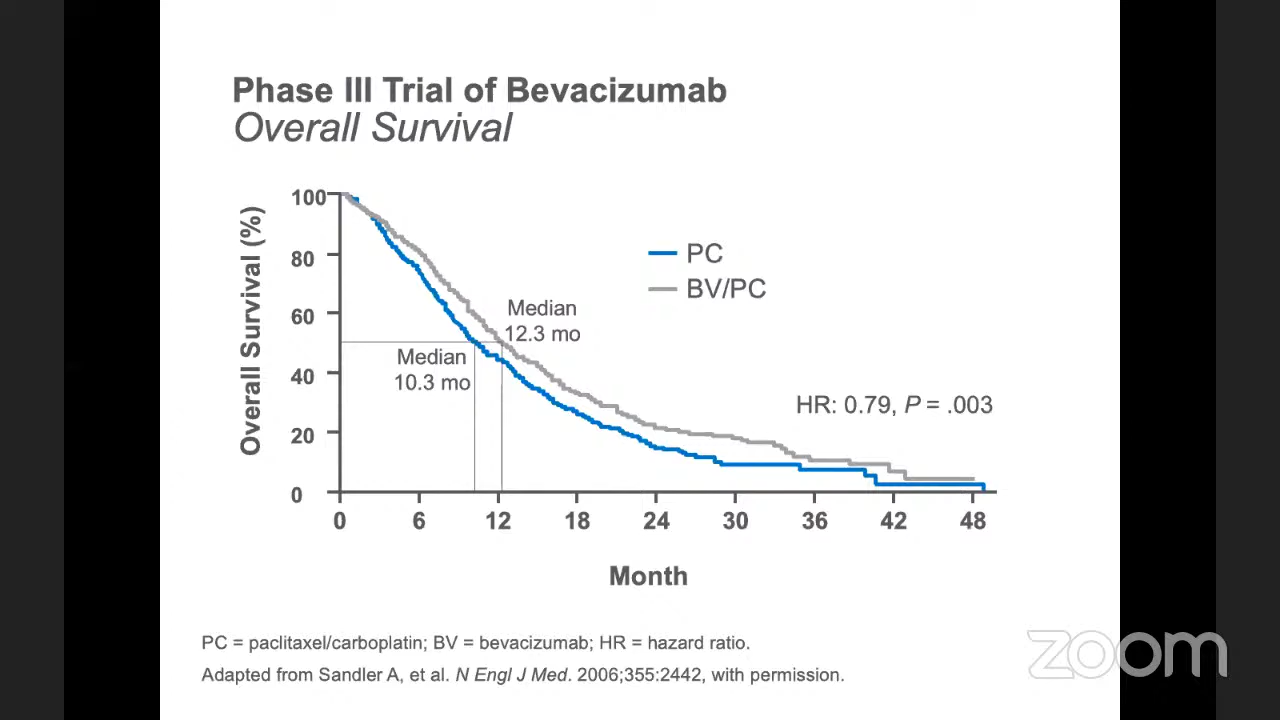 Phase III Trial of Bevacizumab
Overall Survival
Overall Survival (%)
100
80
60
40
20
0
PC
BV/PC
Median
12.3 mo
Median
10.3 mo
HR: 0.79, P = .003
0 6 12 18 24 30 36 42 48
Month
PC = paclitaxel/carboplatin; BV = bevacizumab; HR = hazard ratio.
Adapted from Sandler A, et al. N Engl J Med. 2006;355:2442, with permission.
zoom